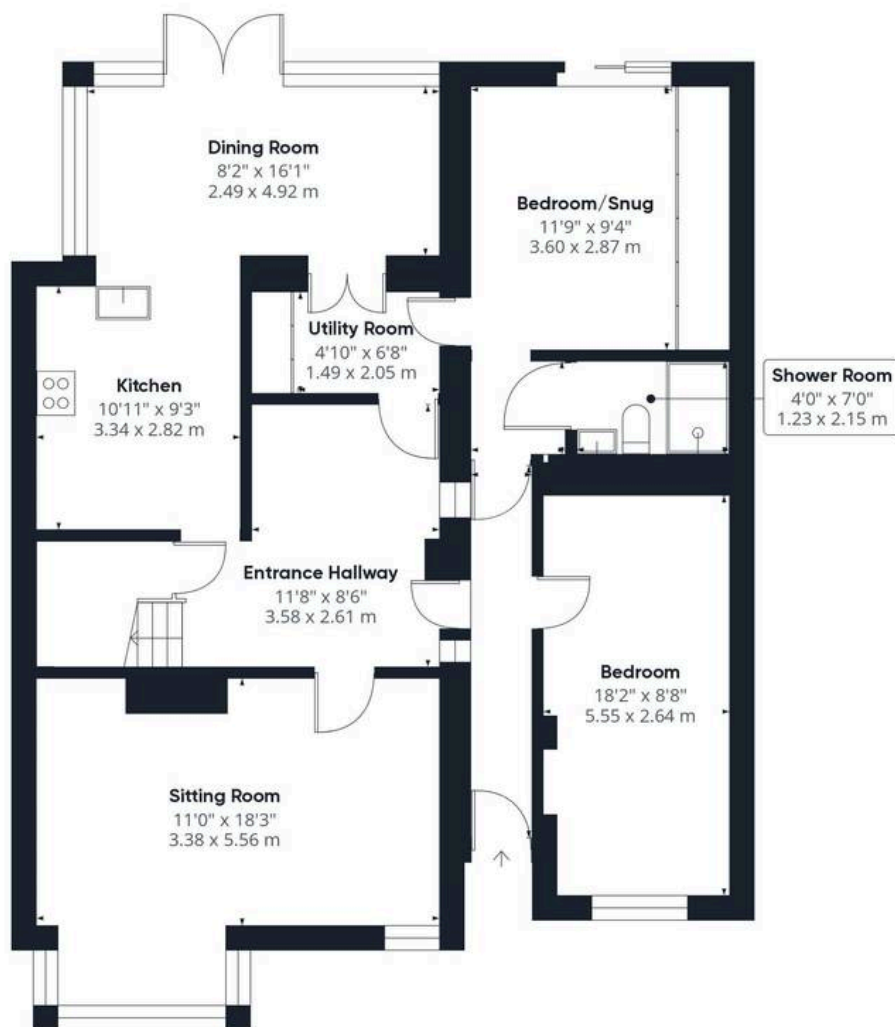 Dining Room
8'2" x 16'1"
2.49 x 4.92 m
Bedroom/Snug
11'9" x 9'4"
3.60 x 2.87 m
Utility Room
4'10" x 6'8"
1.49 x 2.05 m
Kitchen
10'11" x 9'3"
3.34 x 2.82 m
Shower Room
4'0" x 7'0"
1.23 x 2.15 m
Entrance Hallway
11'8" x 8'6"
3.58 x 2.61 m
Bedroom
18'2" x 8'8"
5.55 x 2.64 m
Sitting Room
11'0" x 18'3"
3.38 x 5.56 m